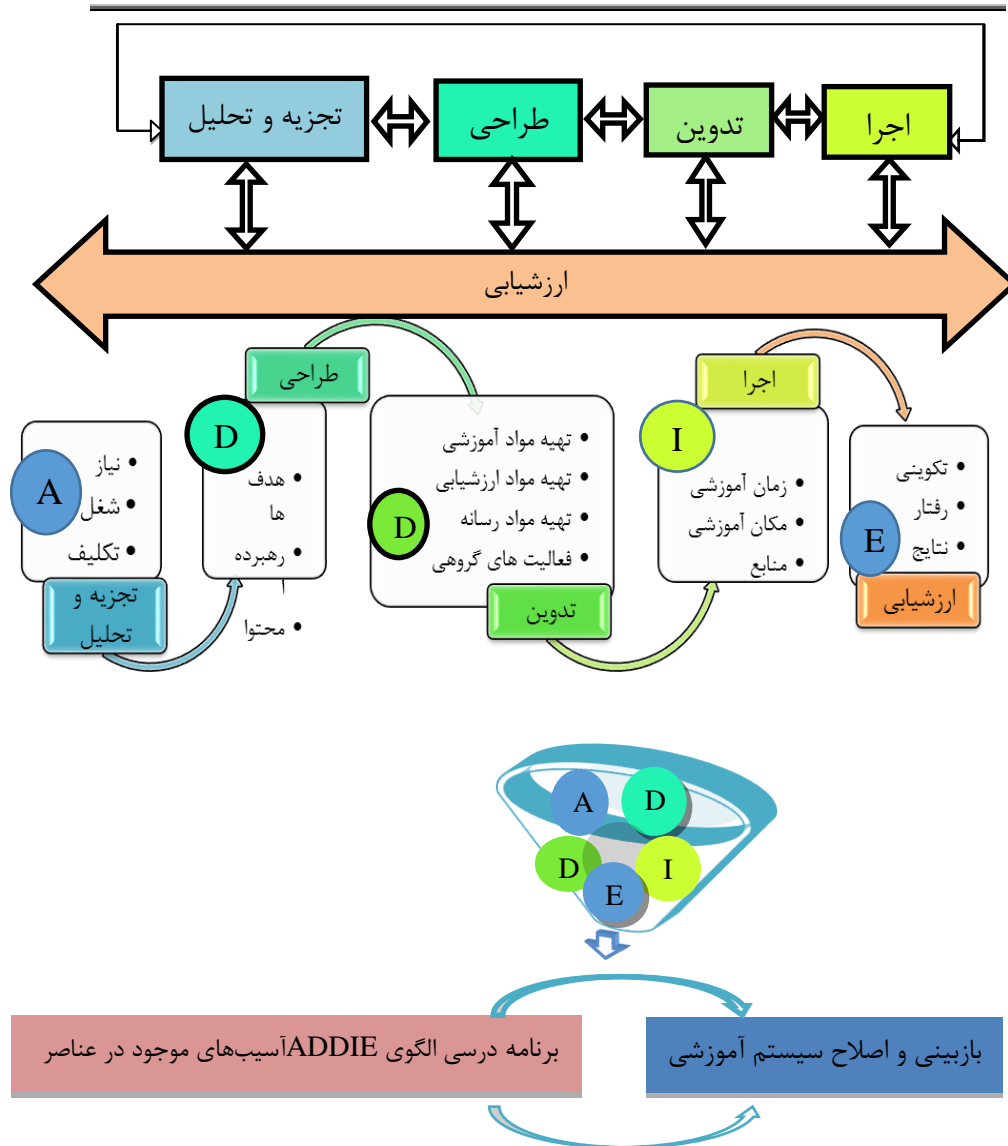 تجزیه و تحلیل
طراحی
تدوین
اجرا
ارزشیابی
A
نیاز
شغل
تکلیف
تجزیه و
تحلیل
طراحی
D
هدف
ها
رهبرده
ا
محتوا
تهیه مواد آموزشی
تهیه مواد ارزشیابی
تهیه مواد رسانه
فعالیت های گروهی
D
تدوین
اجرا
I
زمان آموزشی
مکان آموزشی
منابع
تکوینی
رفتار
نتایج
E
ارزشیابی
A
D
D
I
E
برنامه درسی الگوی ADDIEآسیب‌های موجود در عناصر
بازبینی و اصلاح سیستم آموزشی